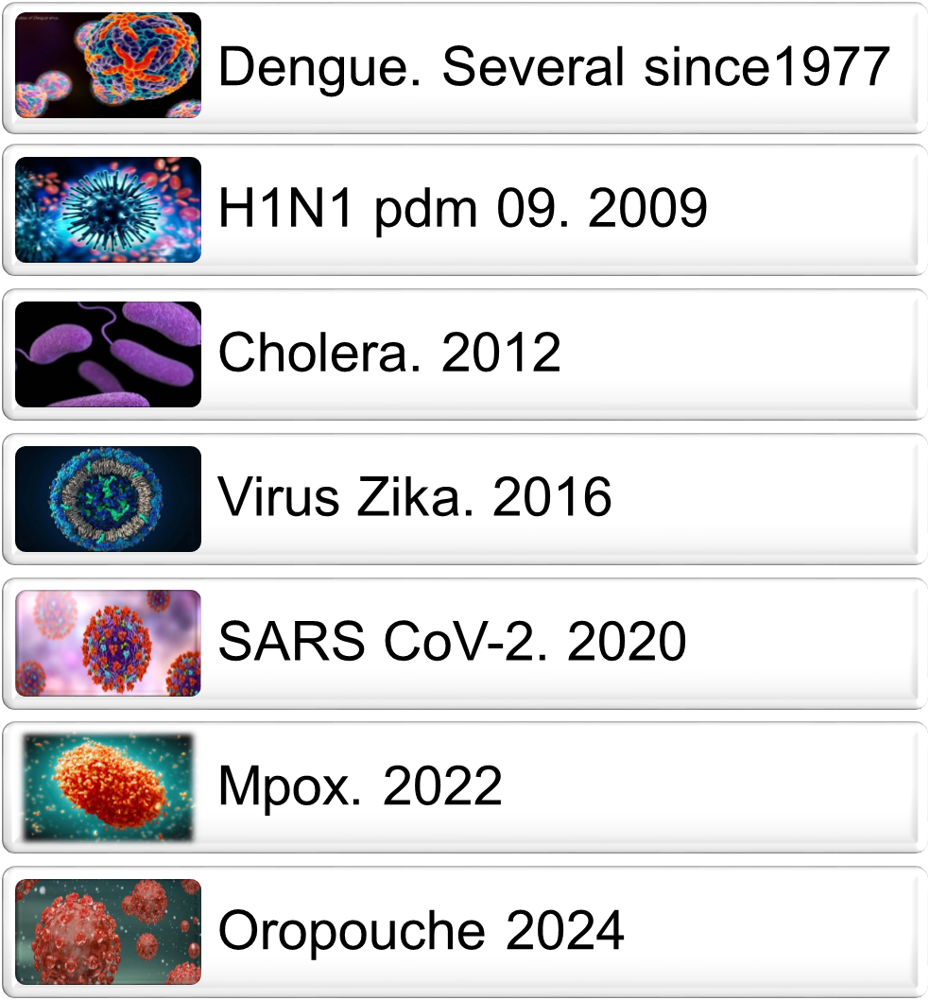 Dengue. Several since1977
H1N1 pdm 09. 2009
Cholera. 2012
Virus Zika. 2016
SARS CoV-2. 2020
Mpox. 2022
Oropouche 2024